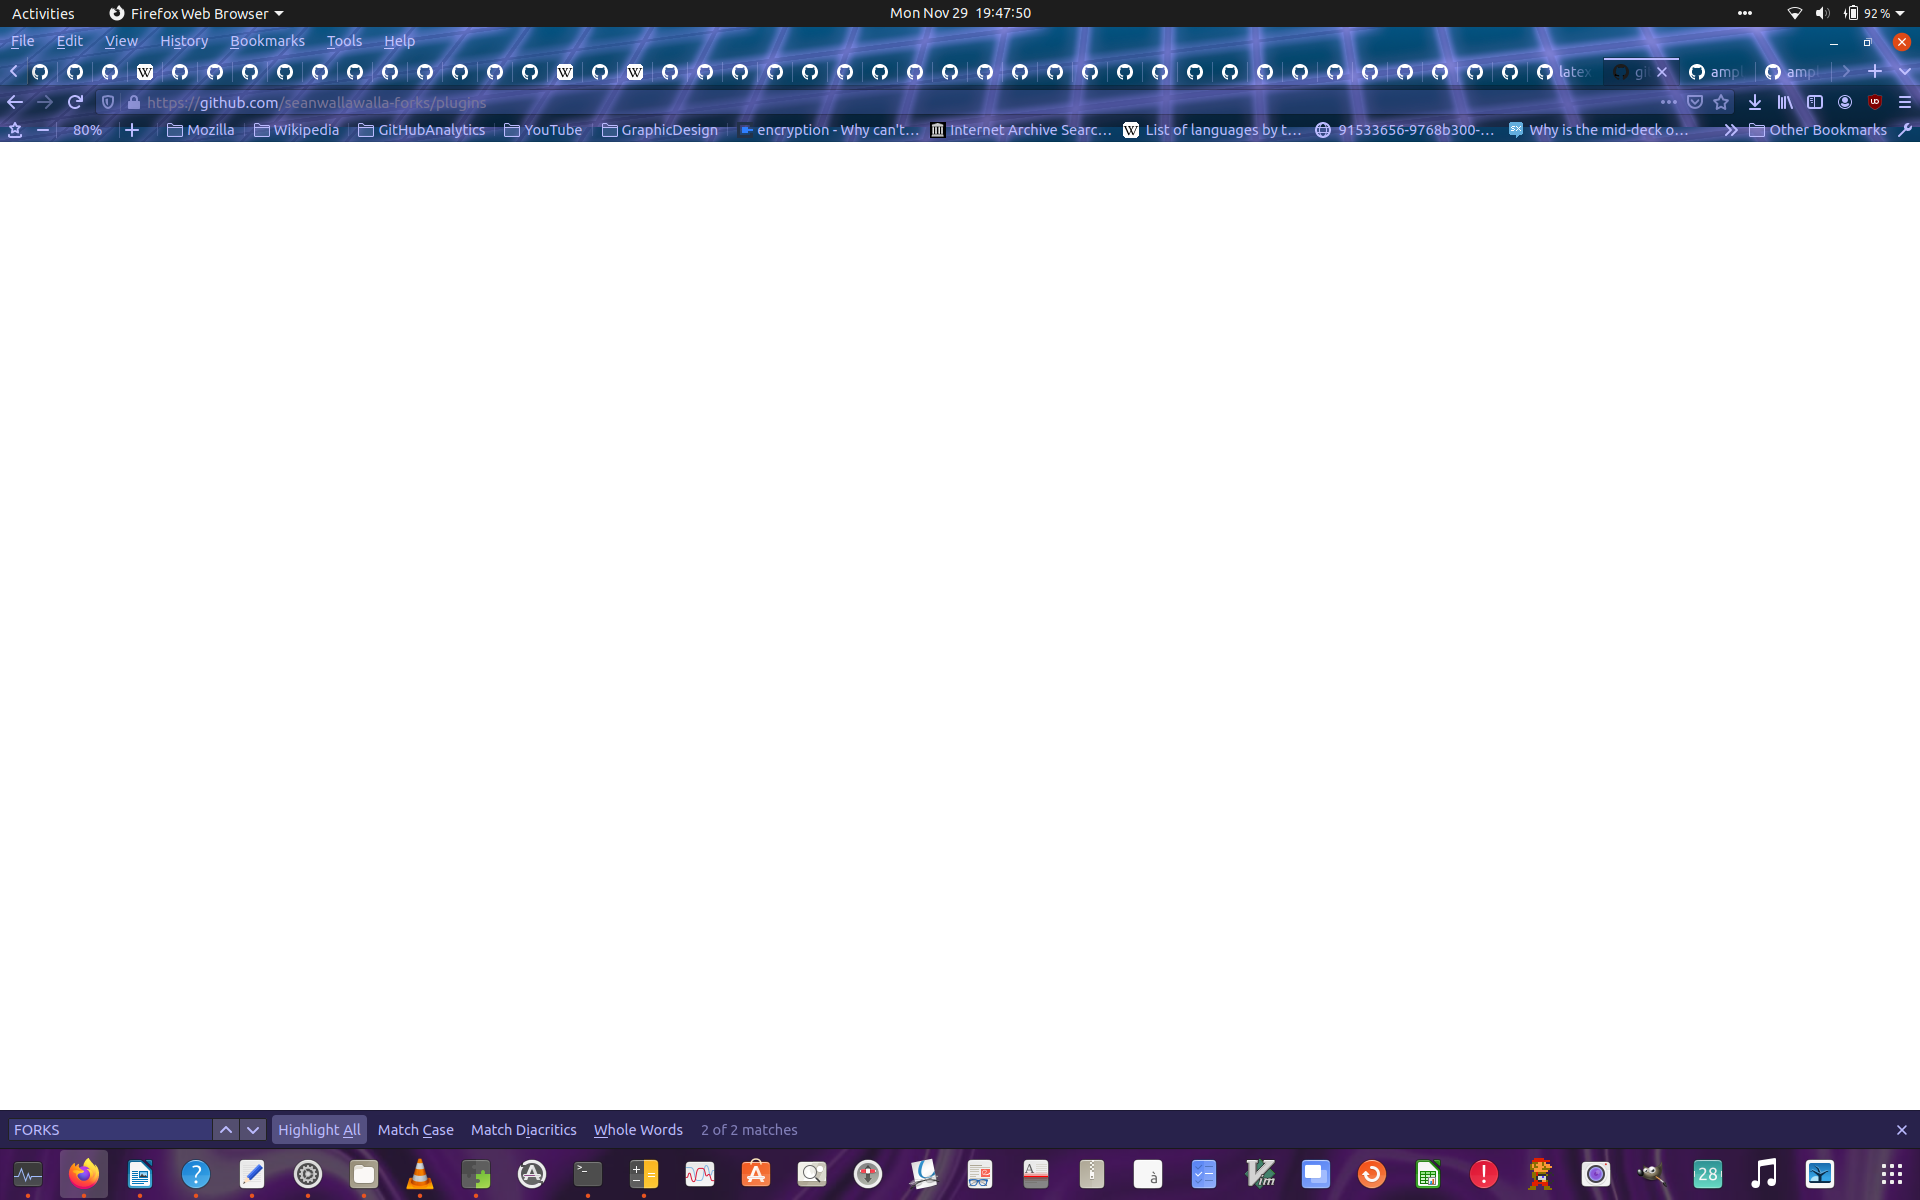 Activities Firefox Web Browser Mon Nov 29 19:47:50 92 %
File Edit View History Bookmarks Tools Help
W W W late gi amp amp
https://github.com/seanwallawalla-forks/plugins
80% Mozilla Wikipedia GitHubAnalytics YouTube GraphicDesign encryption - Why can't... Internet Archive Searc... W List of languages by t... 91533656-9768b300-... Why is the mid-deck o... Other Bookmarks
FORKS Highlight All Match Case Match Diacritics Whole Words 2 of 2 matches
28